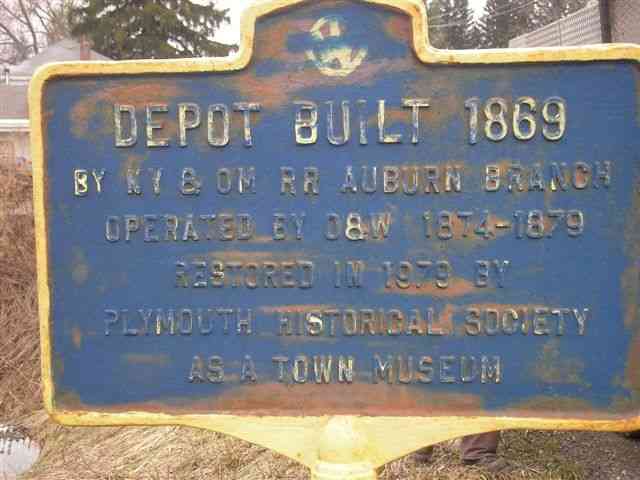 DEPOT BUILT 1869
BY NY & OM RR AUBURN BRANCH
OPERATED BY O&W 1874-1879
RESTORED IN 1979 BY
PLYMOUTH HISTORICAL SOCIETY
AS A TOWN MUSEUM